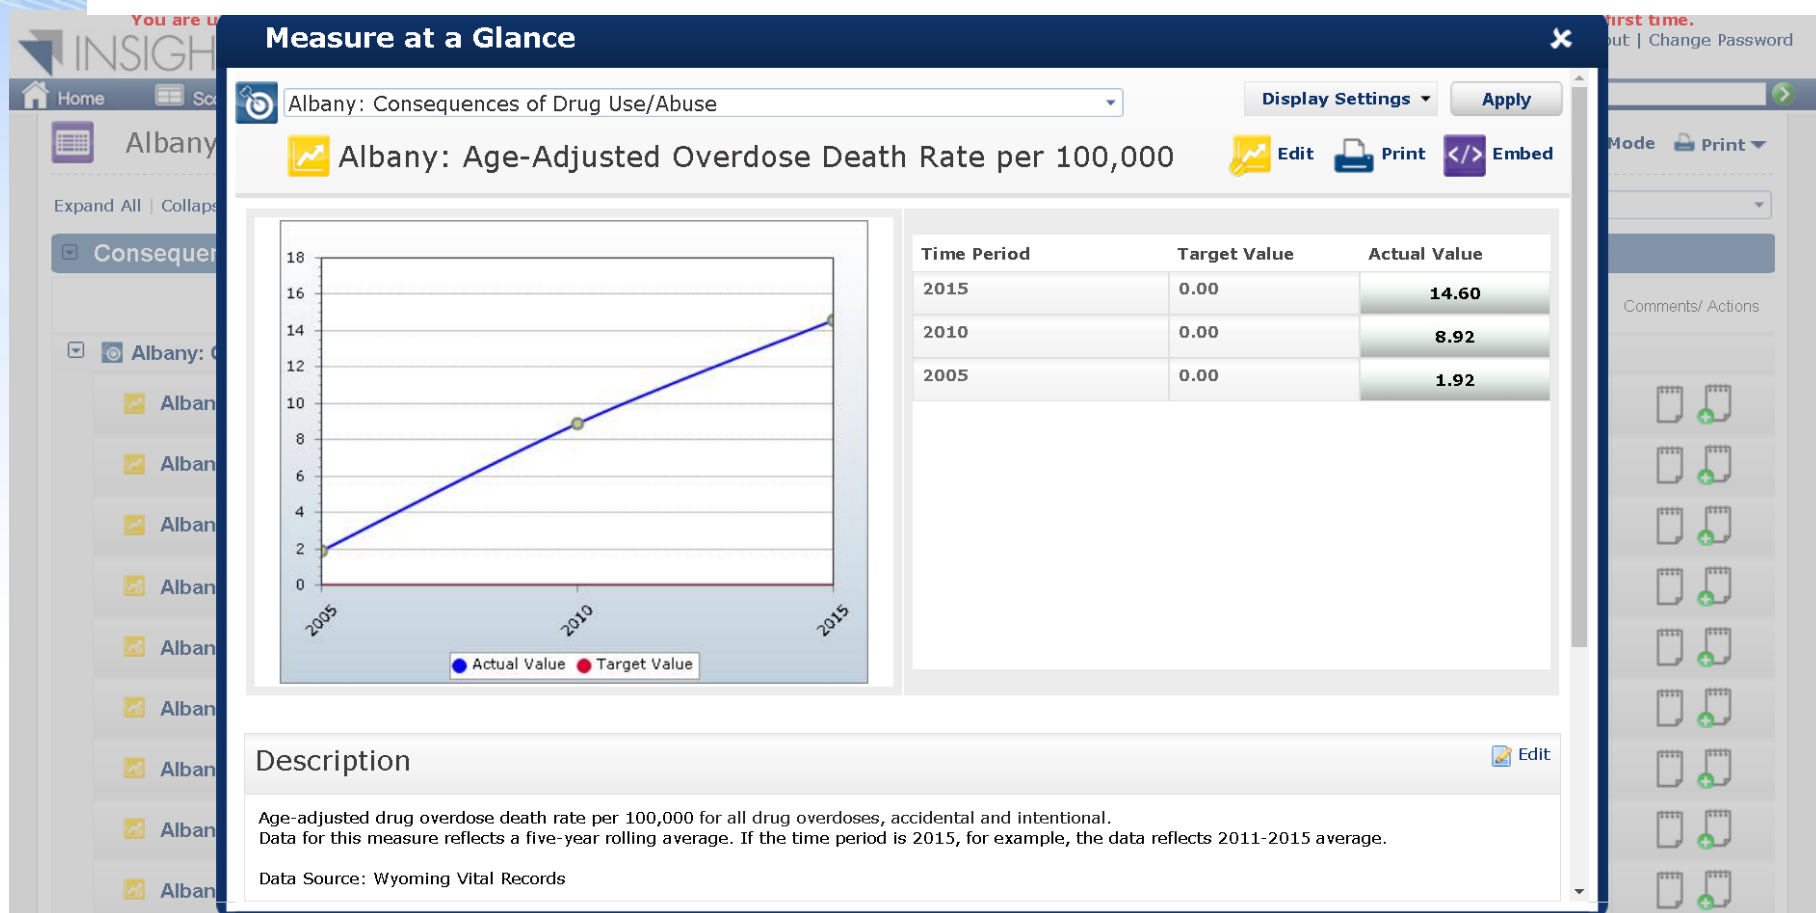 You are u
first time.
INSIGH
out | Change Password
Measure at a Glance
Home
Sco
Albany: Consequences of Drug Use/Abuse
Display Settings
Apply
Albany
Albany: Age-Adjusted Overdose Death Rate per 100,000
Edit
Print
Embed
Mode
Print
Expand All | Collaps
Consequen
18
16
14
12
10
8
6
4
2
0
2005
2010
2015
Actual Value Target Value
Time Period Target Value Actual Value
2015 0.00 14.60
2010 0.00 8.92
2005 0.00 1.92
Comments/ Actions
Albany: C
Alban
Alban
Alban
Alban
Alban
Alban
Alban
Alban
Alban
Description
Edit
Age-adjusted drug overdose death rate per 100,000 for all drug overdoses, accidental and intentional.
Data for this measure reflects a five-year rolling average. If the time period is 2015, for example, the data reflects 2011-2015 average.
Data Source: Wyoming Vital Records